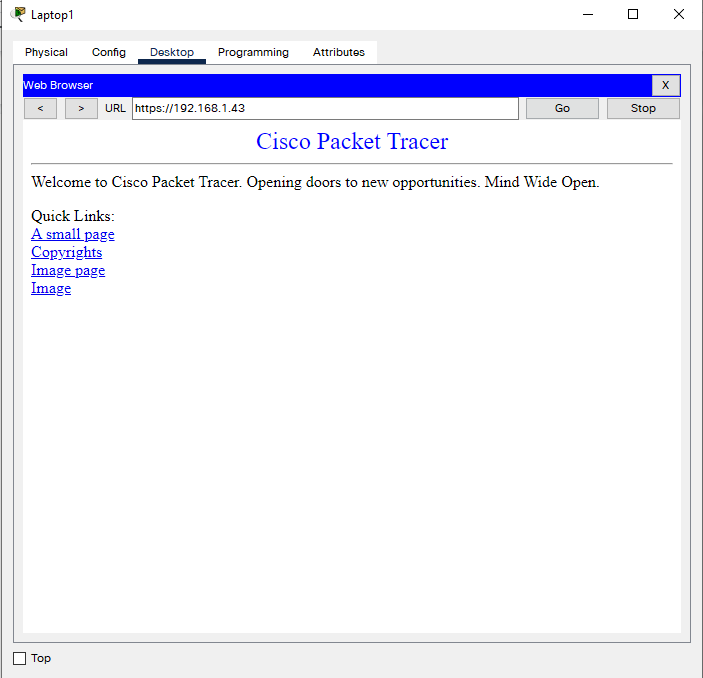 Laptop1
Physical Config Desktop Programming Attributes
Web Browser X
< > URL https://192.168.1.43 Go Stop
Cisco Packet Tracer
Welcome to Cisco Packet Tracer. Opening doors to new opportunities. Mind Wide Open.
Quick Links:
A small page
Copyrights
Image page
Image
Top